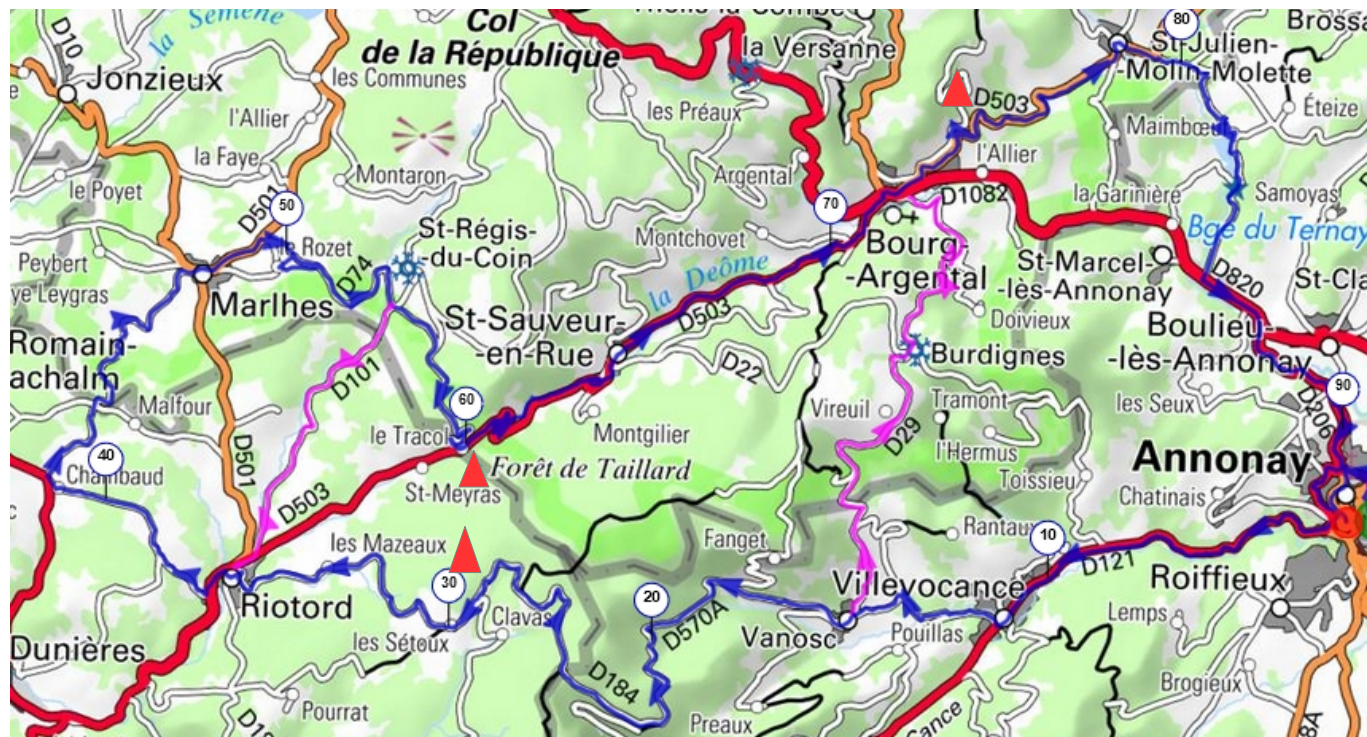 la Semène
D10
Jonzieux
les Communes
l'Allier
la Faye
le Poyet
Montaron
Col
de la République
la Versanne
les Préaux
Argental
80
St-Julien-
-Molin-Molette
D503
Éteize
Maimbœuf
l'Allier
la Garinière
Samoyas
D1082
Bge du Ternay
50
D501
Rozet
D74
St-Régis-
-du-Coin
Peybert
Marlhes
70
Montchovet
la Deôme
Bourg-
-Argental
St-Marcel-
-lès-Annonay
D820
St-Sauveur-
-en-Rue
D503
D22
Doivieux
Burdignes
Boulieu-
-lès-Annonay
Romain-
Malfour
D101
D501
60
le Tracol
Montgilier
Vireuil
Tramont
D29
l'Hermus
Toissieu
les Seux
90
D206
Annonay
Chatinais
40
Chambaud
D503
St-Meyras
Forêt de Taillard
les Mazeaux
Fanget
Rantaux
10
D121
Roiffieux
Riotord
30
Clavas
les Sétoux
20
D570A
Villevocance
Vanosc
Pouillas
Lemps
Dunières
D184
Preaux
Pourrat
Brogieux